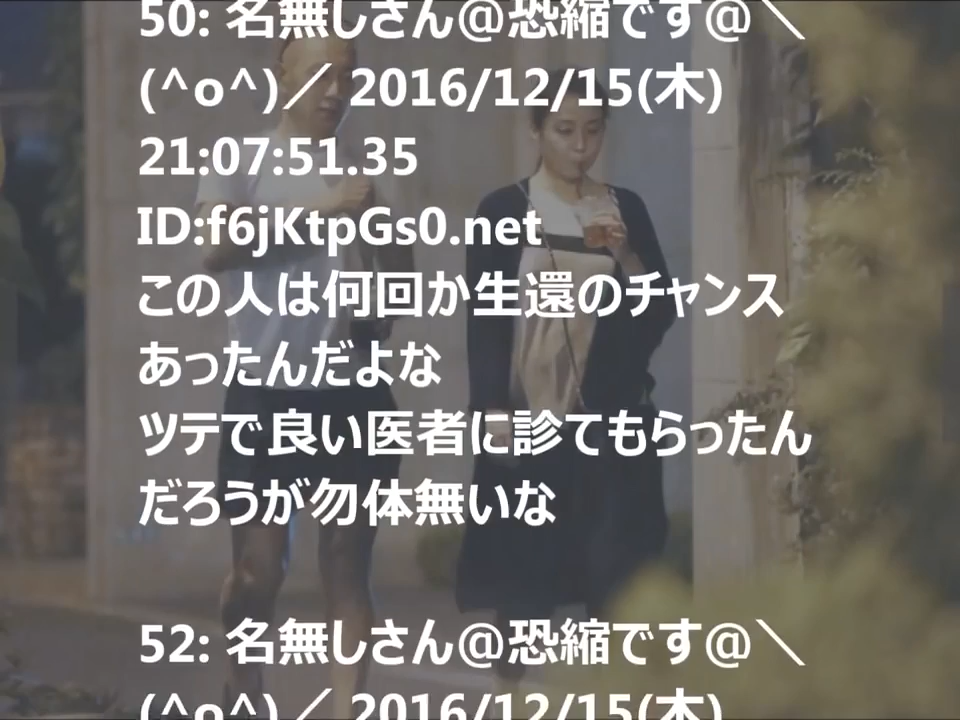 50: 名無しさん@恐縮です@＼
(^o^)／ 2016/12/15(木)
21:07:51.35
ID:f6jKtpGs0.net
この人は何回か生還のチャンス
あったんだよな
ツテで良い医者に診てもらったん
だろうが勿体無いな
52: 名無しさん@恐縮です@＼
(^o^)／ 2016/12/15(木)